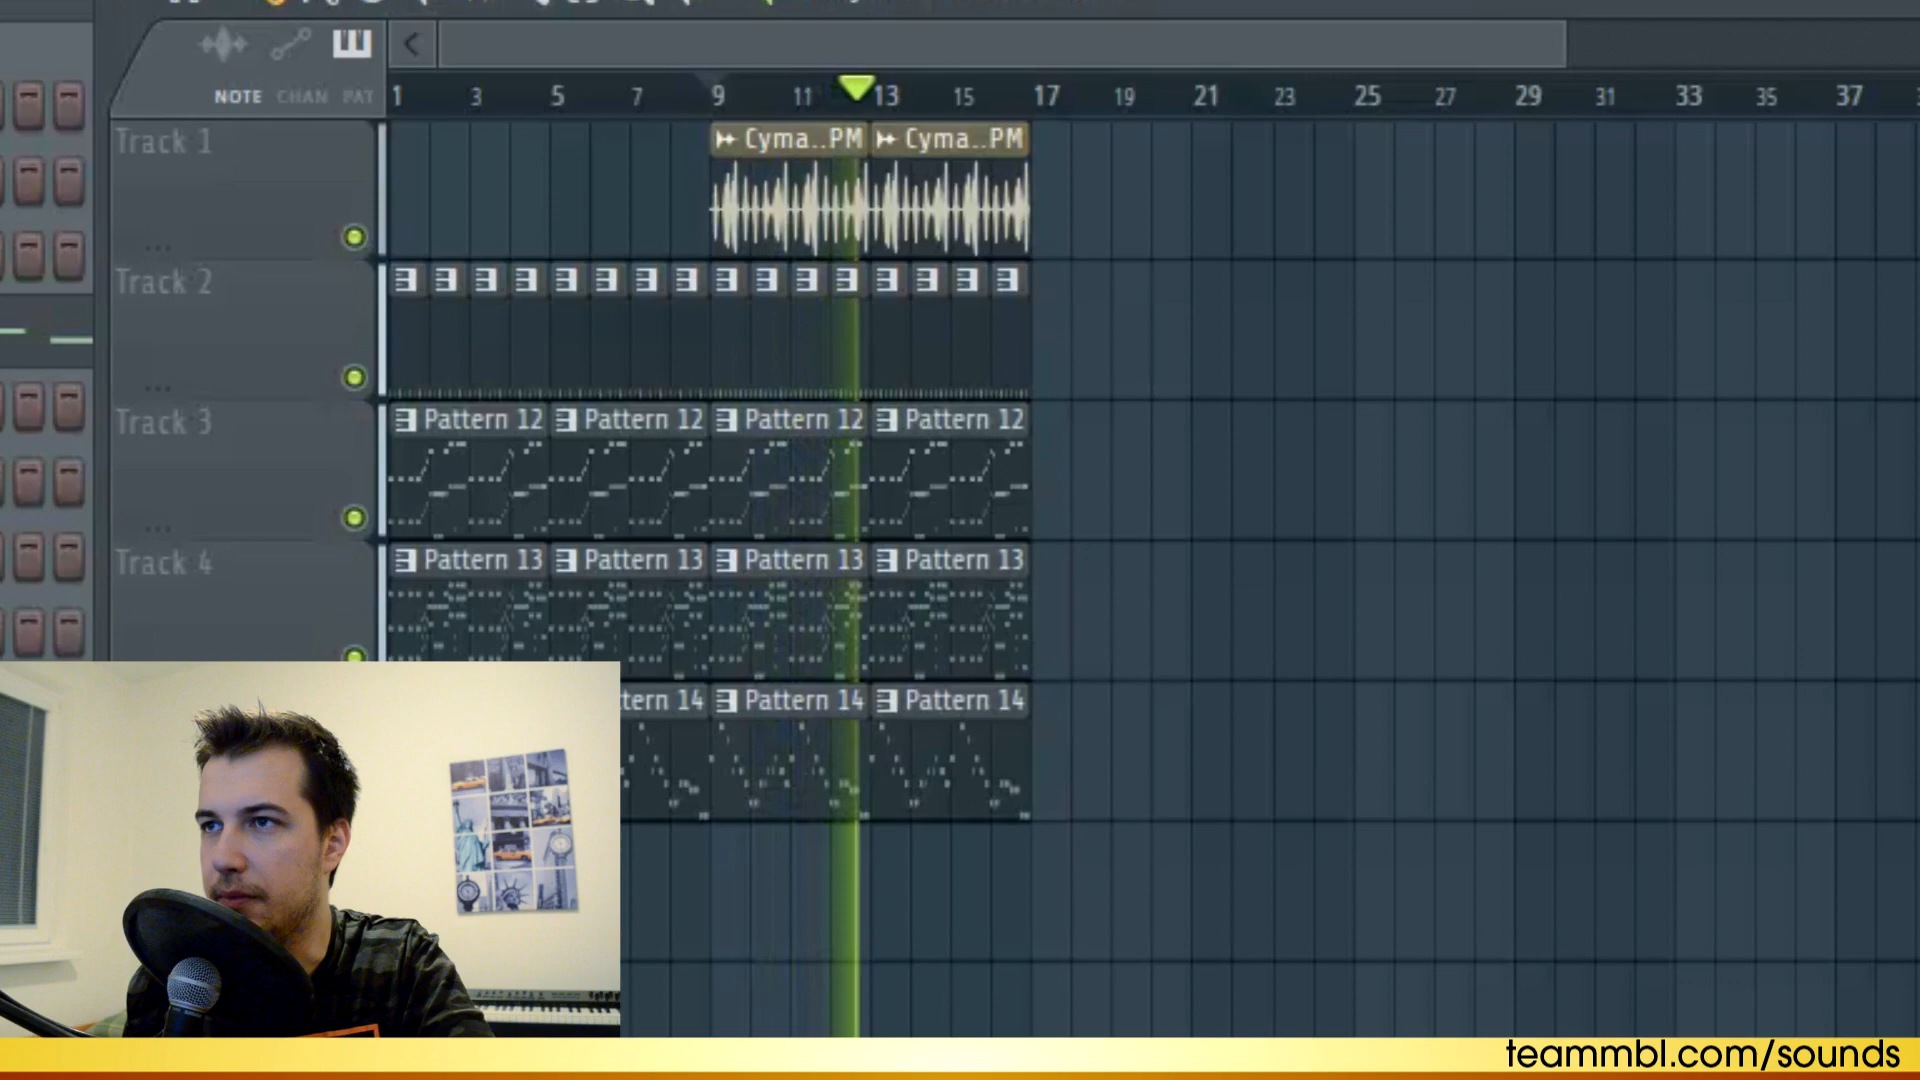 NOTE CHAN PAT
1 3 5 7 9 11 13 15 17 19 21 23 25 27 29 31 33 35 37
Track 1
Cyma..PM Cyma..PM
Track 2
Track 3
Pattern 12 Pattern 12 Pattern 12 Pattern 12
Track 4
Pattern 13 Pattern 13 Pattern 13 Pattern 13
tern 14 Pattern 14 Pattern 14
teammbl.com/sounds